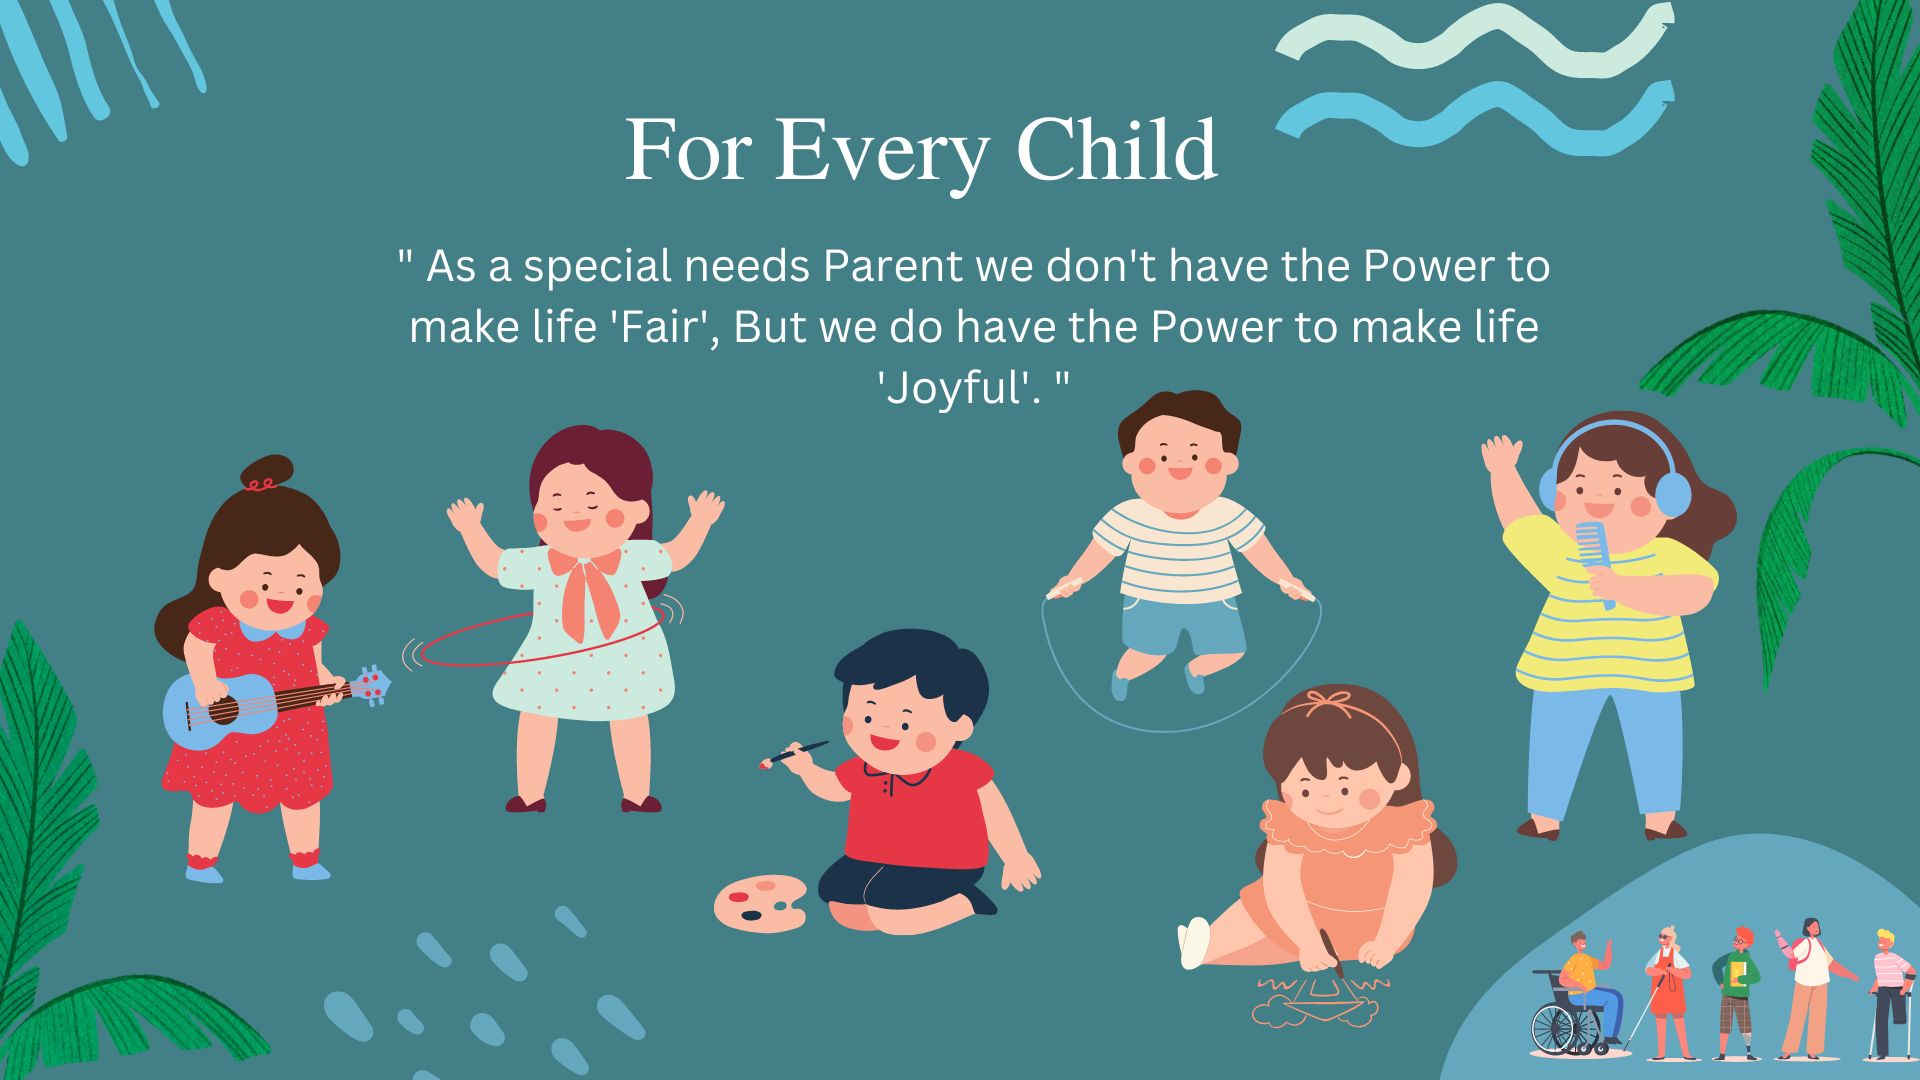 For Every Child
" As a special needs Parent we don't have the Power to
make life 'Fair', But we do have the Power to make life
'Joyful'. "